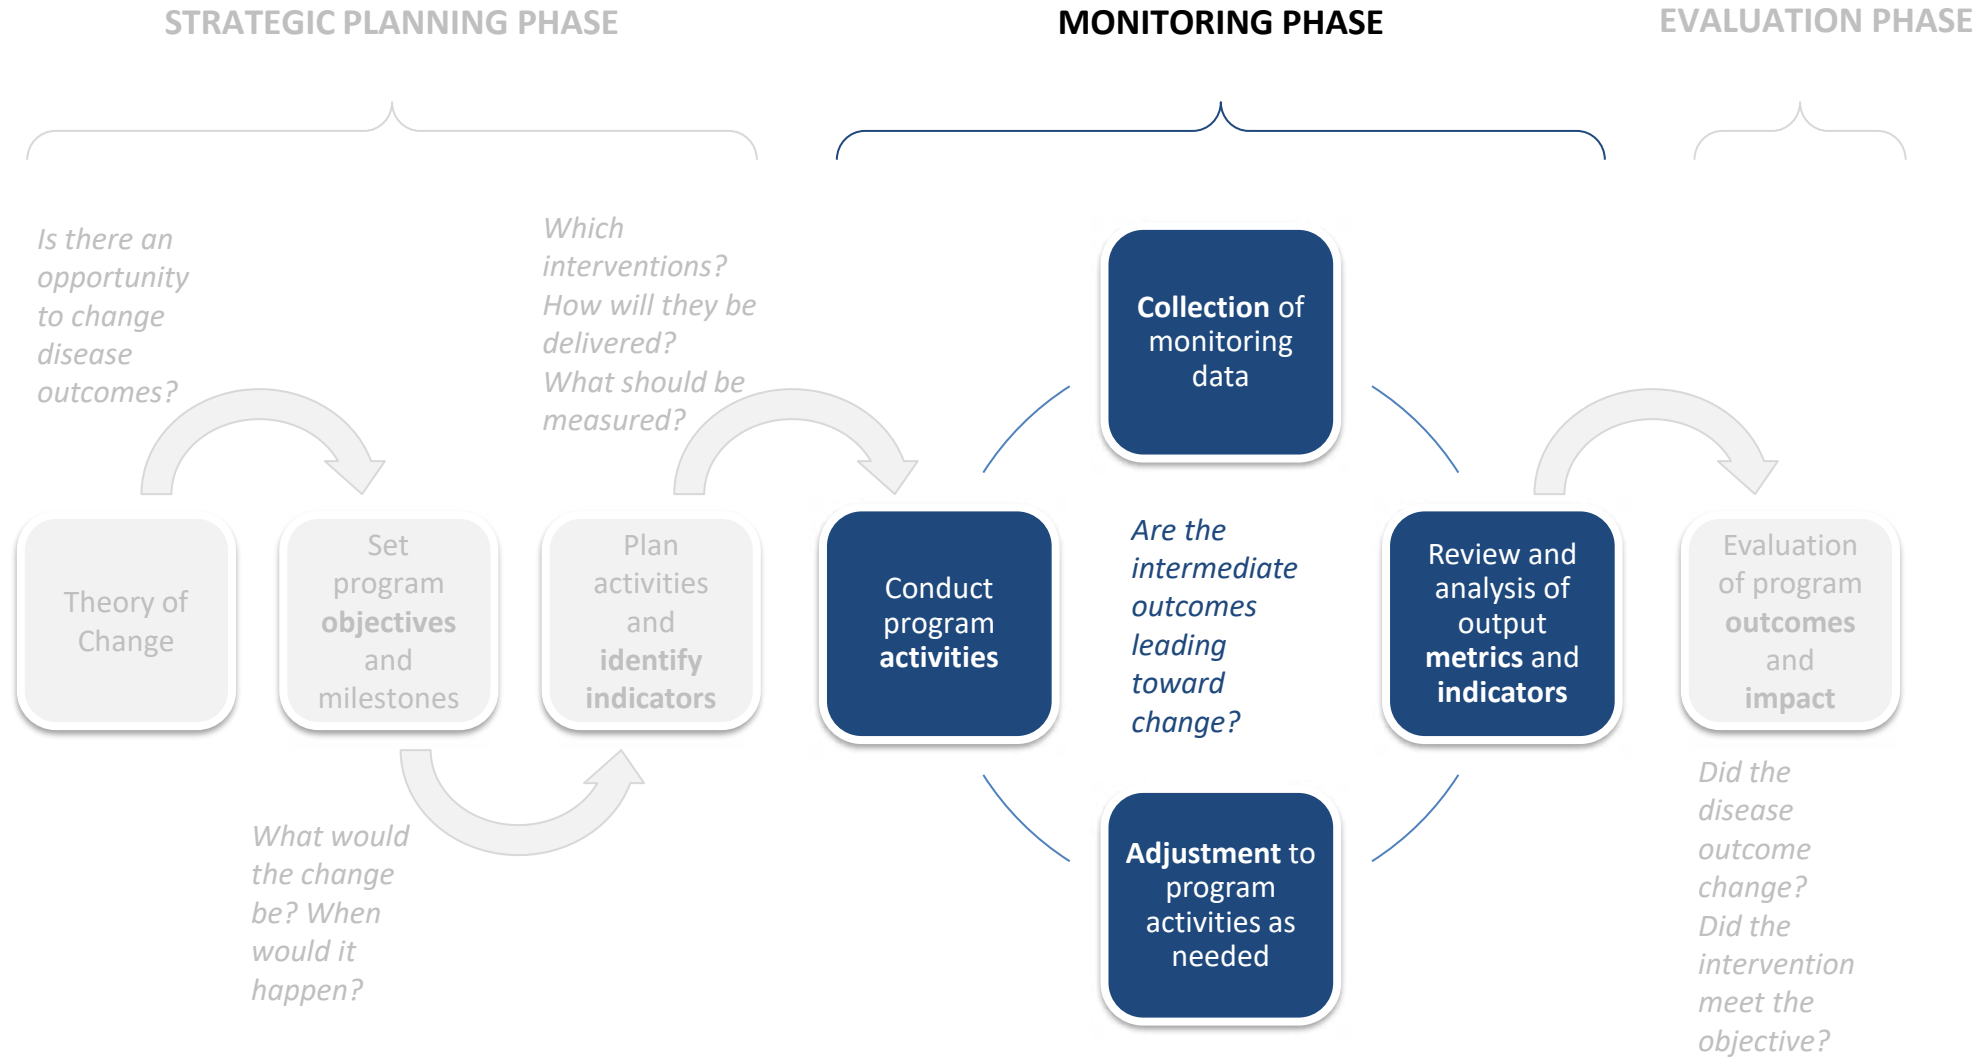 STRATEGIC PLANNING PHASE
MONITORING PHASE
EVALUATION PHASE
Is there an
opportunity
to change
disease
outcomes?
Which
interventions?
How will they be
delivered?
What should be
measured?
Theory of
Change
Set
program
objectives
and
milestones
What would
the change
be? When
would it
happen?
Plan
activities
and
identify
indicators
Conduct
program
activities
Collection of
monitoring
data
Are the
intermediate
outcomes
leading
toward
change?
Review and
analysis of
output
metrics and
indicators
Adjustment to
program
activities as
needed
Evaluation
of program
outcomes
and
impact
Did the
disease
outcome
change?
Did the
intervention
meet the
objective?